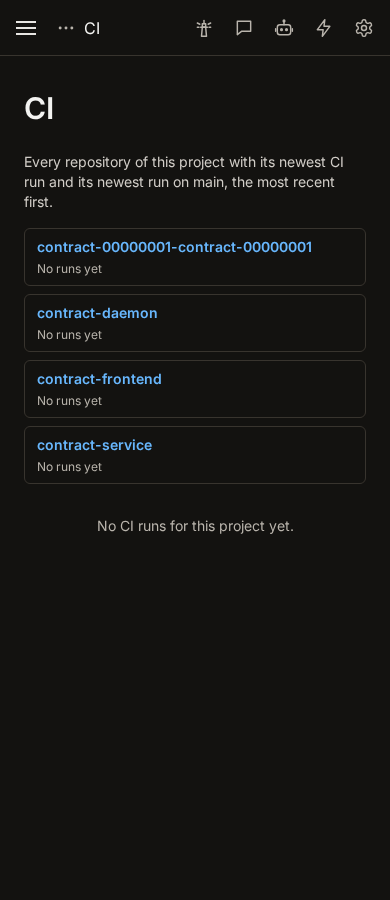 CI
CI
Every repository of this project with its newest CI
run and its newest run on main, the most recent
first.
contract-00000001-contract-00000001
No runs yet
contract-daemon
No runs yet
contract-frontend
No runs yet
contract-service
No runs yet
No CI runs for this project yet.